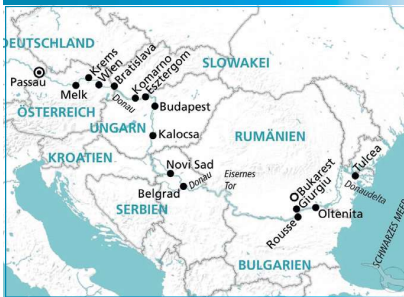 DEUTSCHLAND
Passau
Krems
Wien
Bratislava
Komarno
Esztergom
SLOWAKEI
Melk
Donau
Budapest
ÖSTERREICH
UNGARN
Kalocsa
RUMÄNIEN
KROATIEN
Novi Sad
Donau
Eisernes
Tor
Belgrad
SERBIEN
Bukarest
Giurgiu
Tulcea
Donaudelta
Oltenita
Rousse
BULGARIEN
SCHWARZES MEER